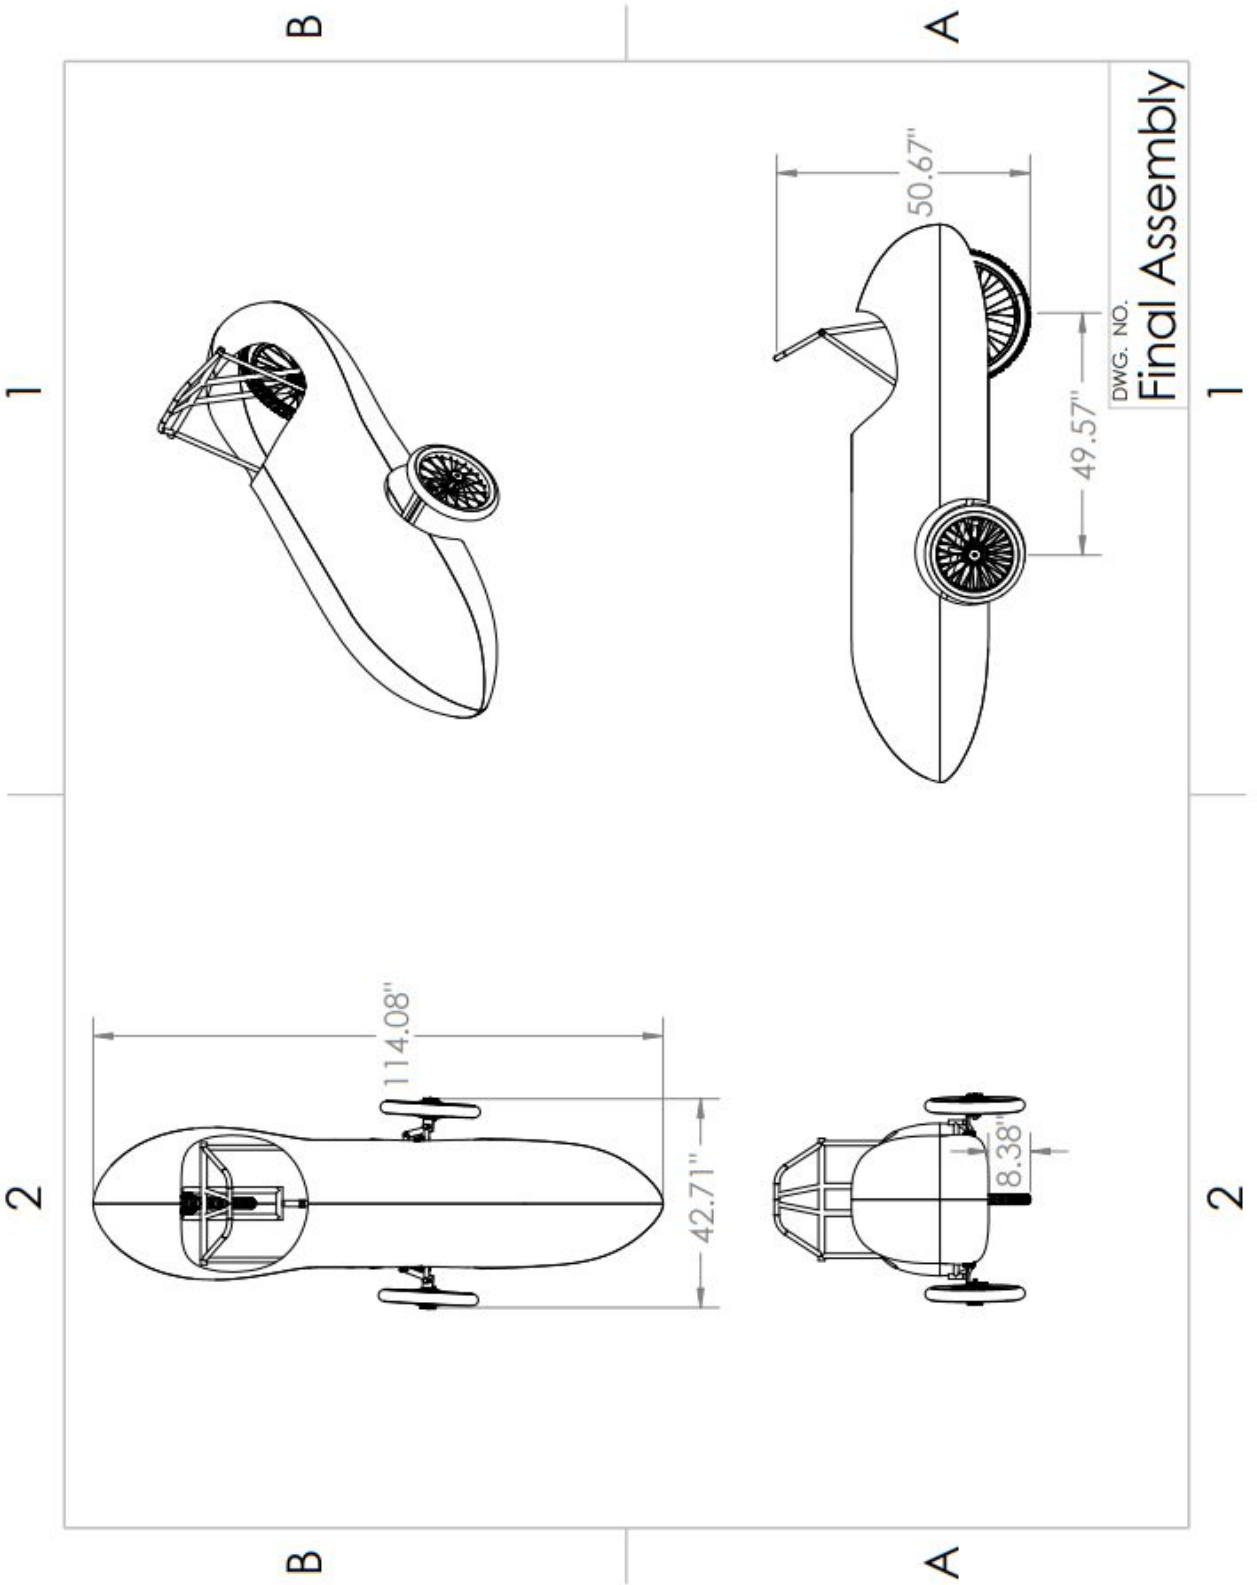 2
1
B
B
114.08"
42.71"
8.38"
50.67"
49.57"
A
A
DWG. NO.
Final Assembly
2
1